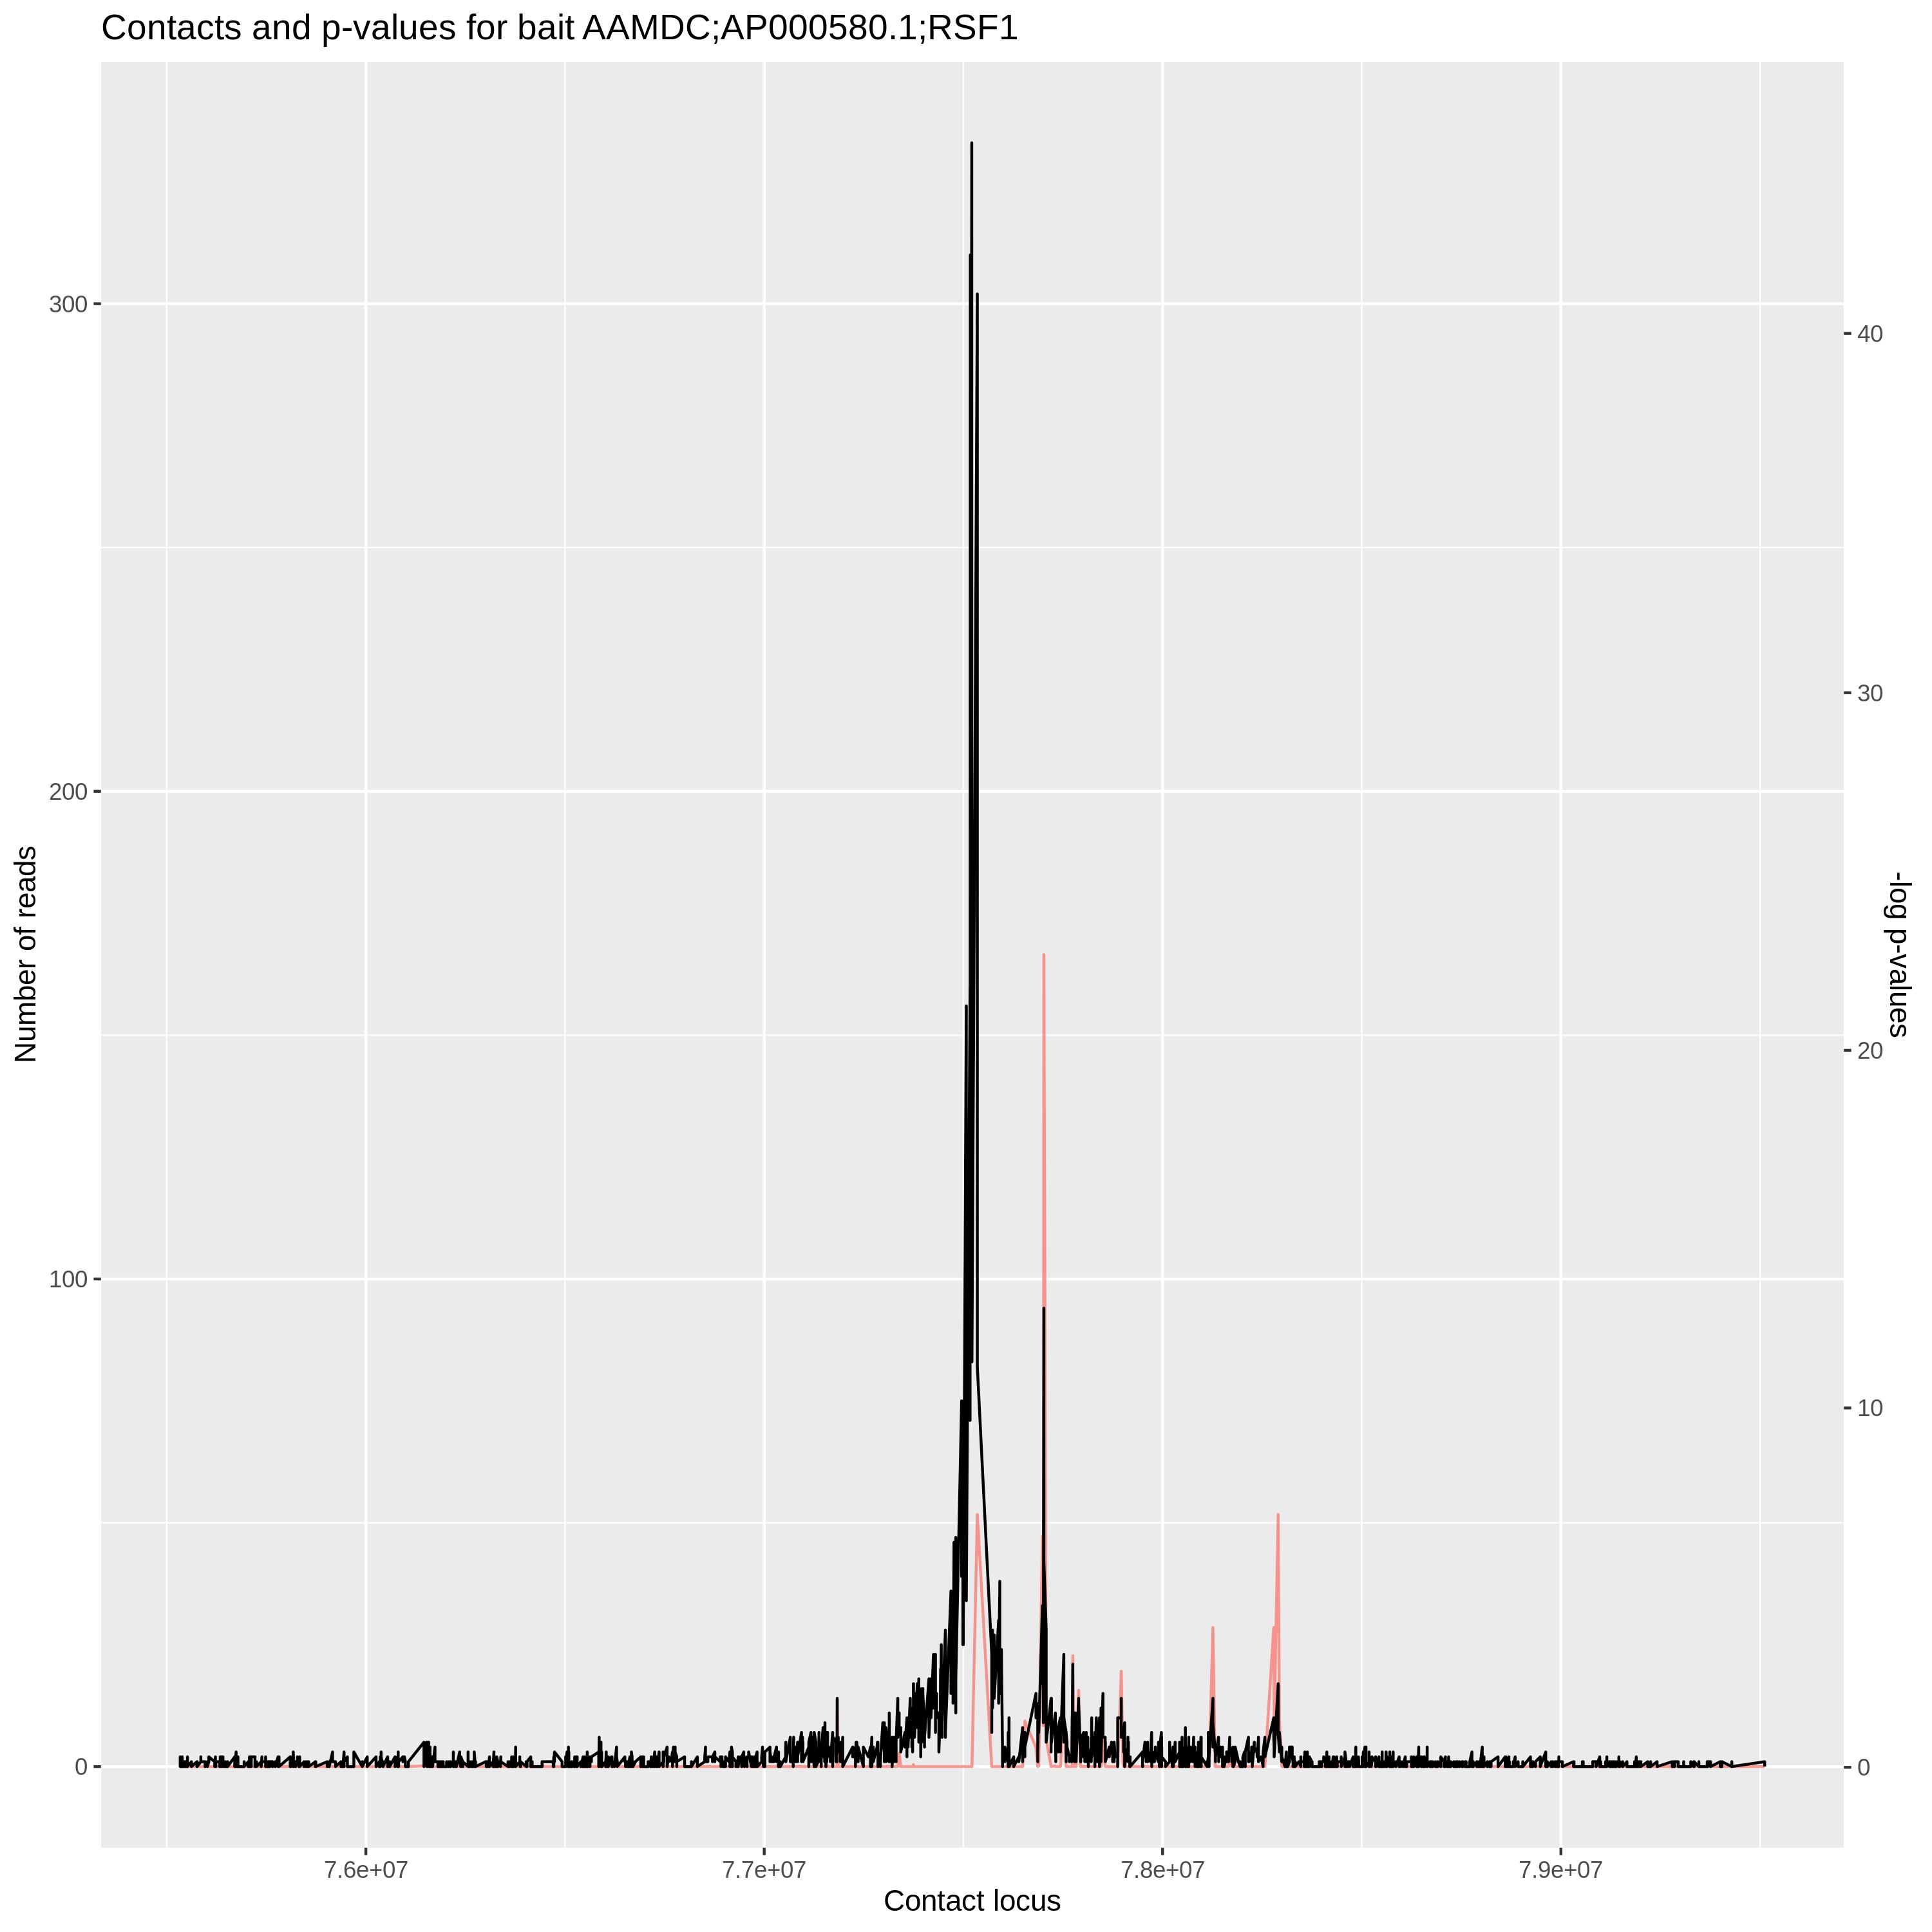 Contacts and p-values for bait AAMDC;AP000580.1;RSF1
300
200
100
0
Number of reads
40
30
20
10
0
-log p-values
7.6e+07
7.7e+07
7.8e+07
7.9e+07
Contact locus